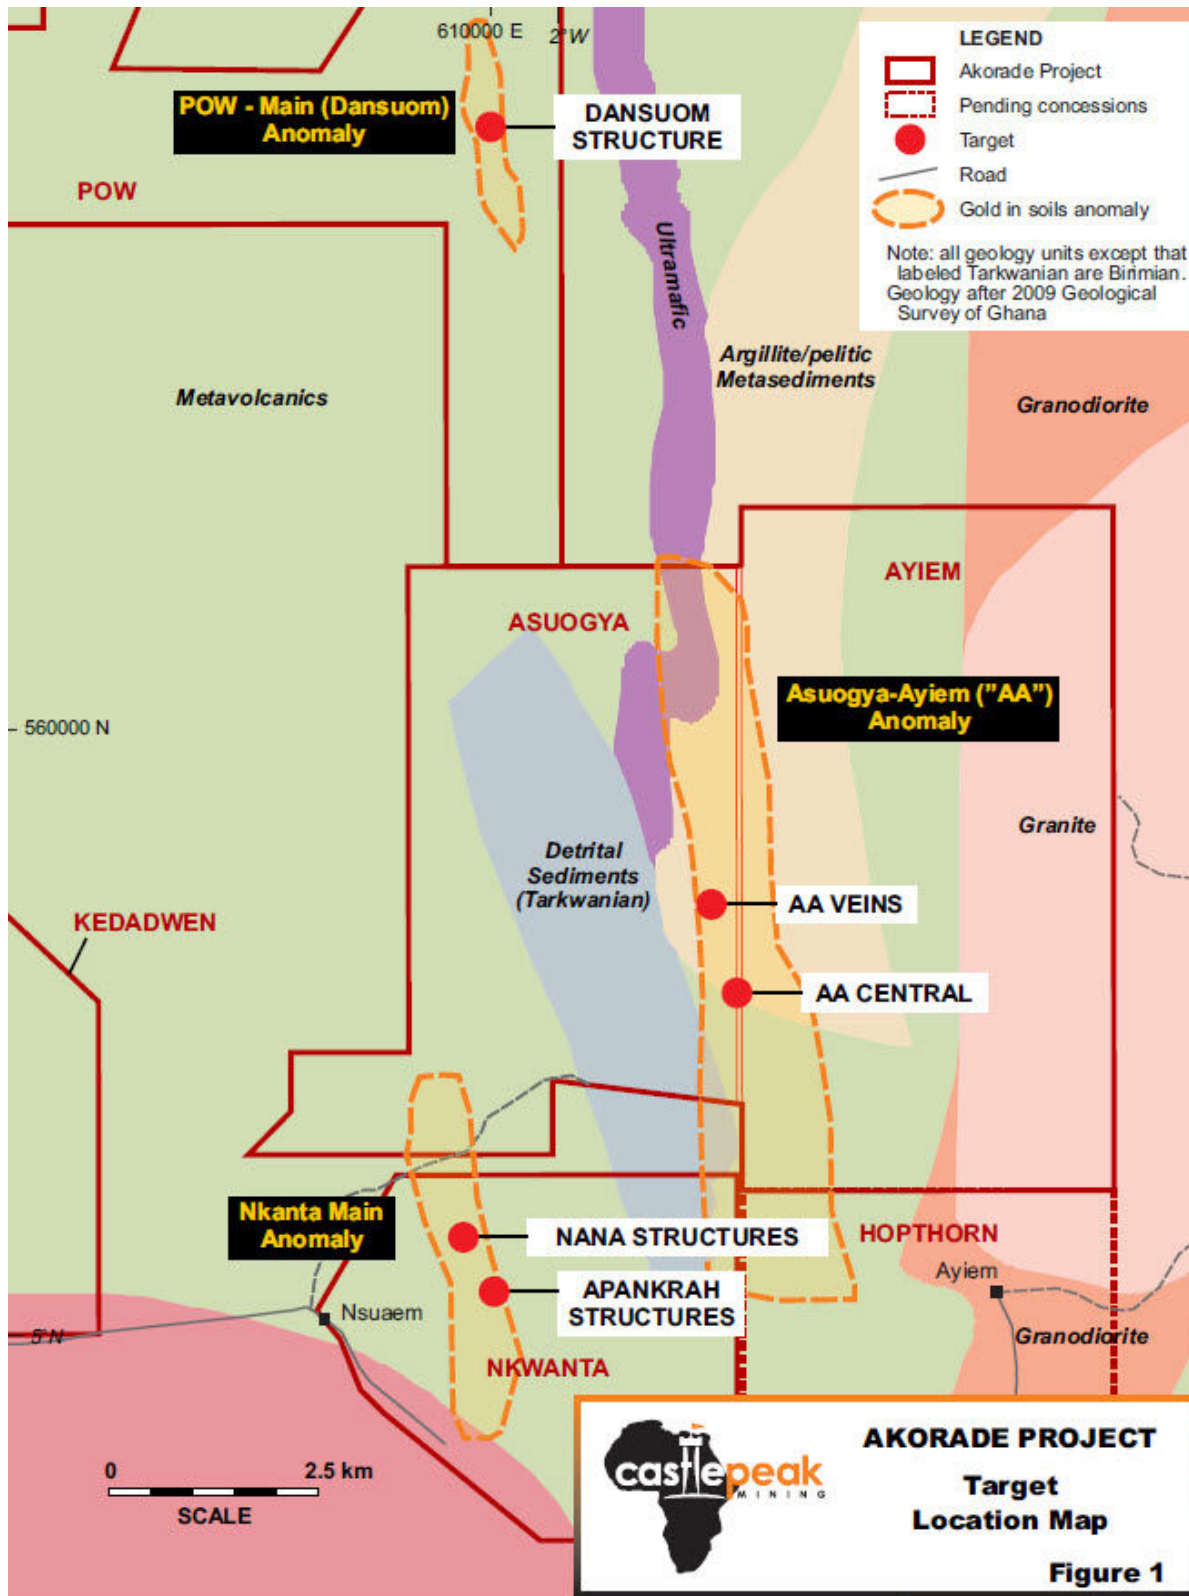 610000 E
2°W
LEGEND
Akorade Project
Pending concessions
Target
Road
Gold in soils anomaly
Note: all geology units except that
labeled Tarkwanian are Birimian.
Geology after 2009 Geological
Survey of Ghana
POW - Main (Dansuom)
Anomaly
DANSUOM
STRUCTURE
POW
Ultramafic
Metavolcanics
Argillite/pelitic
Metasediments
Granodiorite
AYIEM
ASUOGYA
Asuogya-Ayiem ("AA")
Anomaly
560000 N
Granite
Detrital
Sediments
(Tarkwanian)
AA VEINS
KEDADWEN
AA CENTRAL
Nkanta Main
Anomaly
NANA STRUCTURES
HOPTHORN
Ayiem
APANKRAH
STRUCTURES
Nsuaem
5°N
Granodiorite
NKWANTA
0
2.5 km
SCALE
castlepeak
MINING
AKORADE PROJECT
Target
Location Map
Figure 1